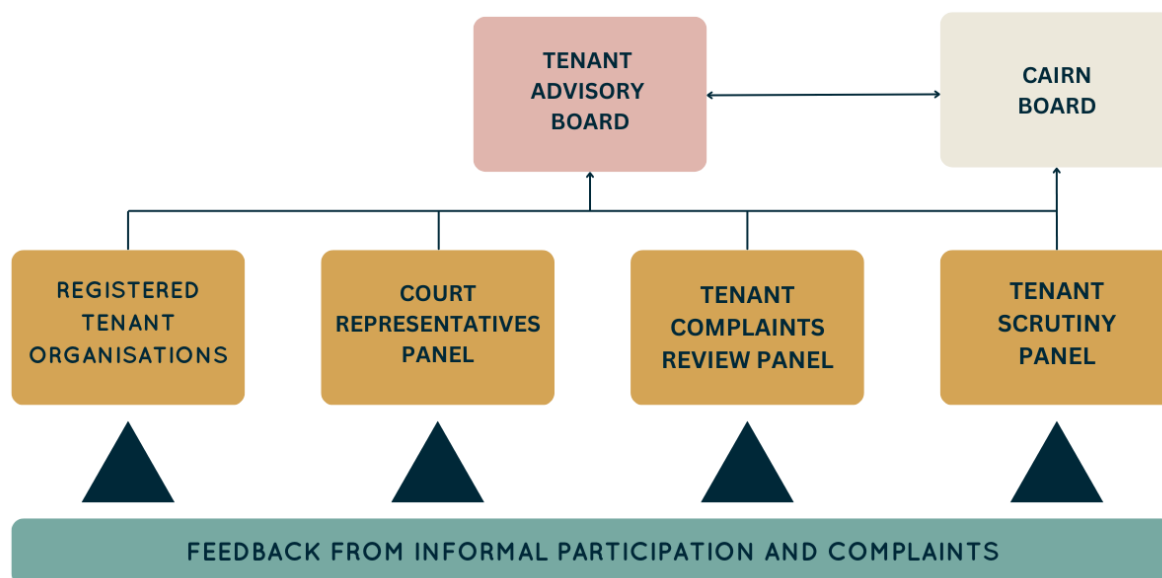 TENANT
ADVISORY
BOARD
CAIRN
BOARD
REGISTERED
TENANT
ORGANISATIONS
COURT
REPRESENTATIVES
PANEL
TENANT
COMPLAINTS
REVIEW PANEL
TENANT
SCRUTINY
PANEL
FEEDBACK FROM INFORMAL PARTICIPATION AND COMPLAINTS